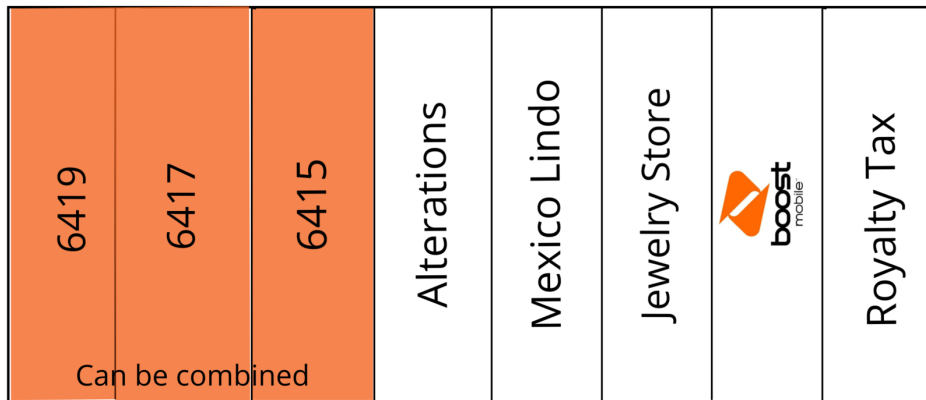 6419
6417
6415
Alterations
Mexico Lindo
Jewelry Store
boost
mobile
Royalty Tax
Can be combined